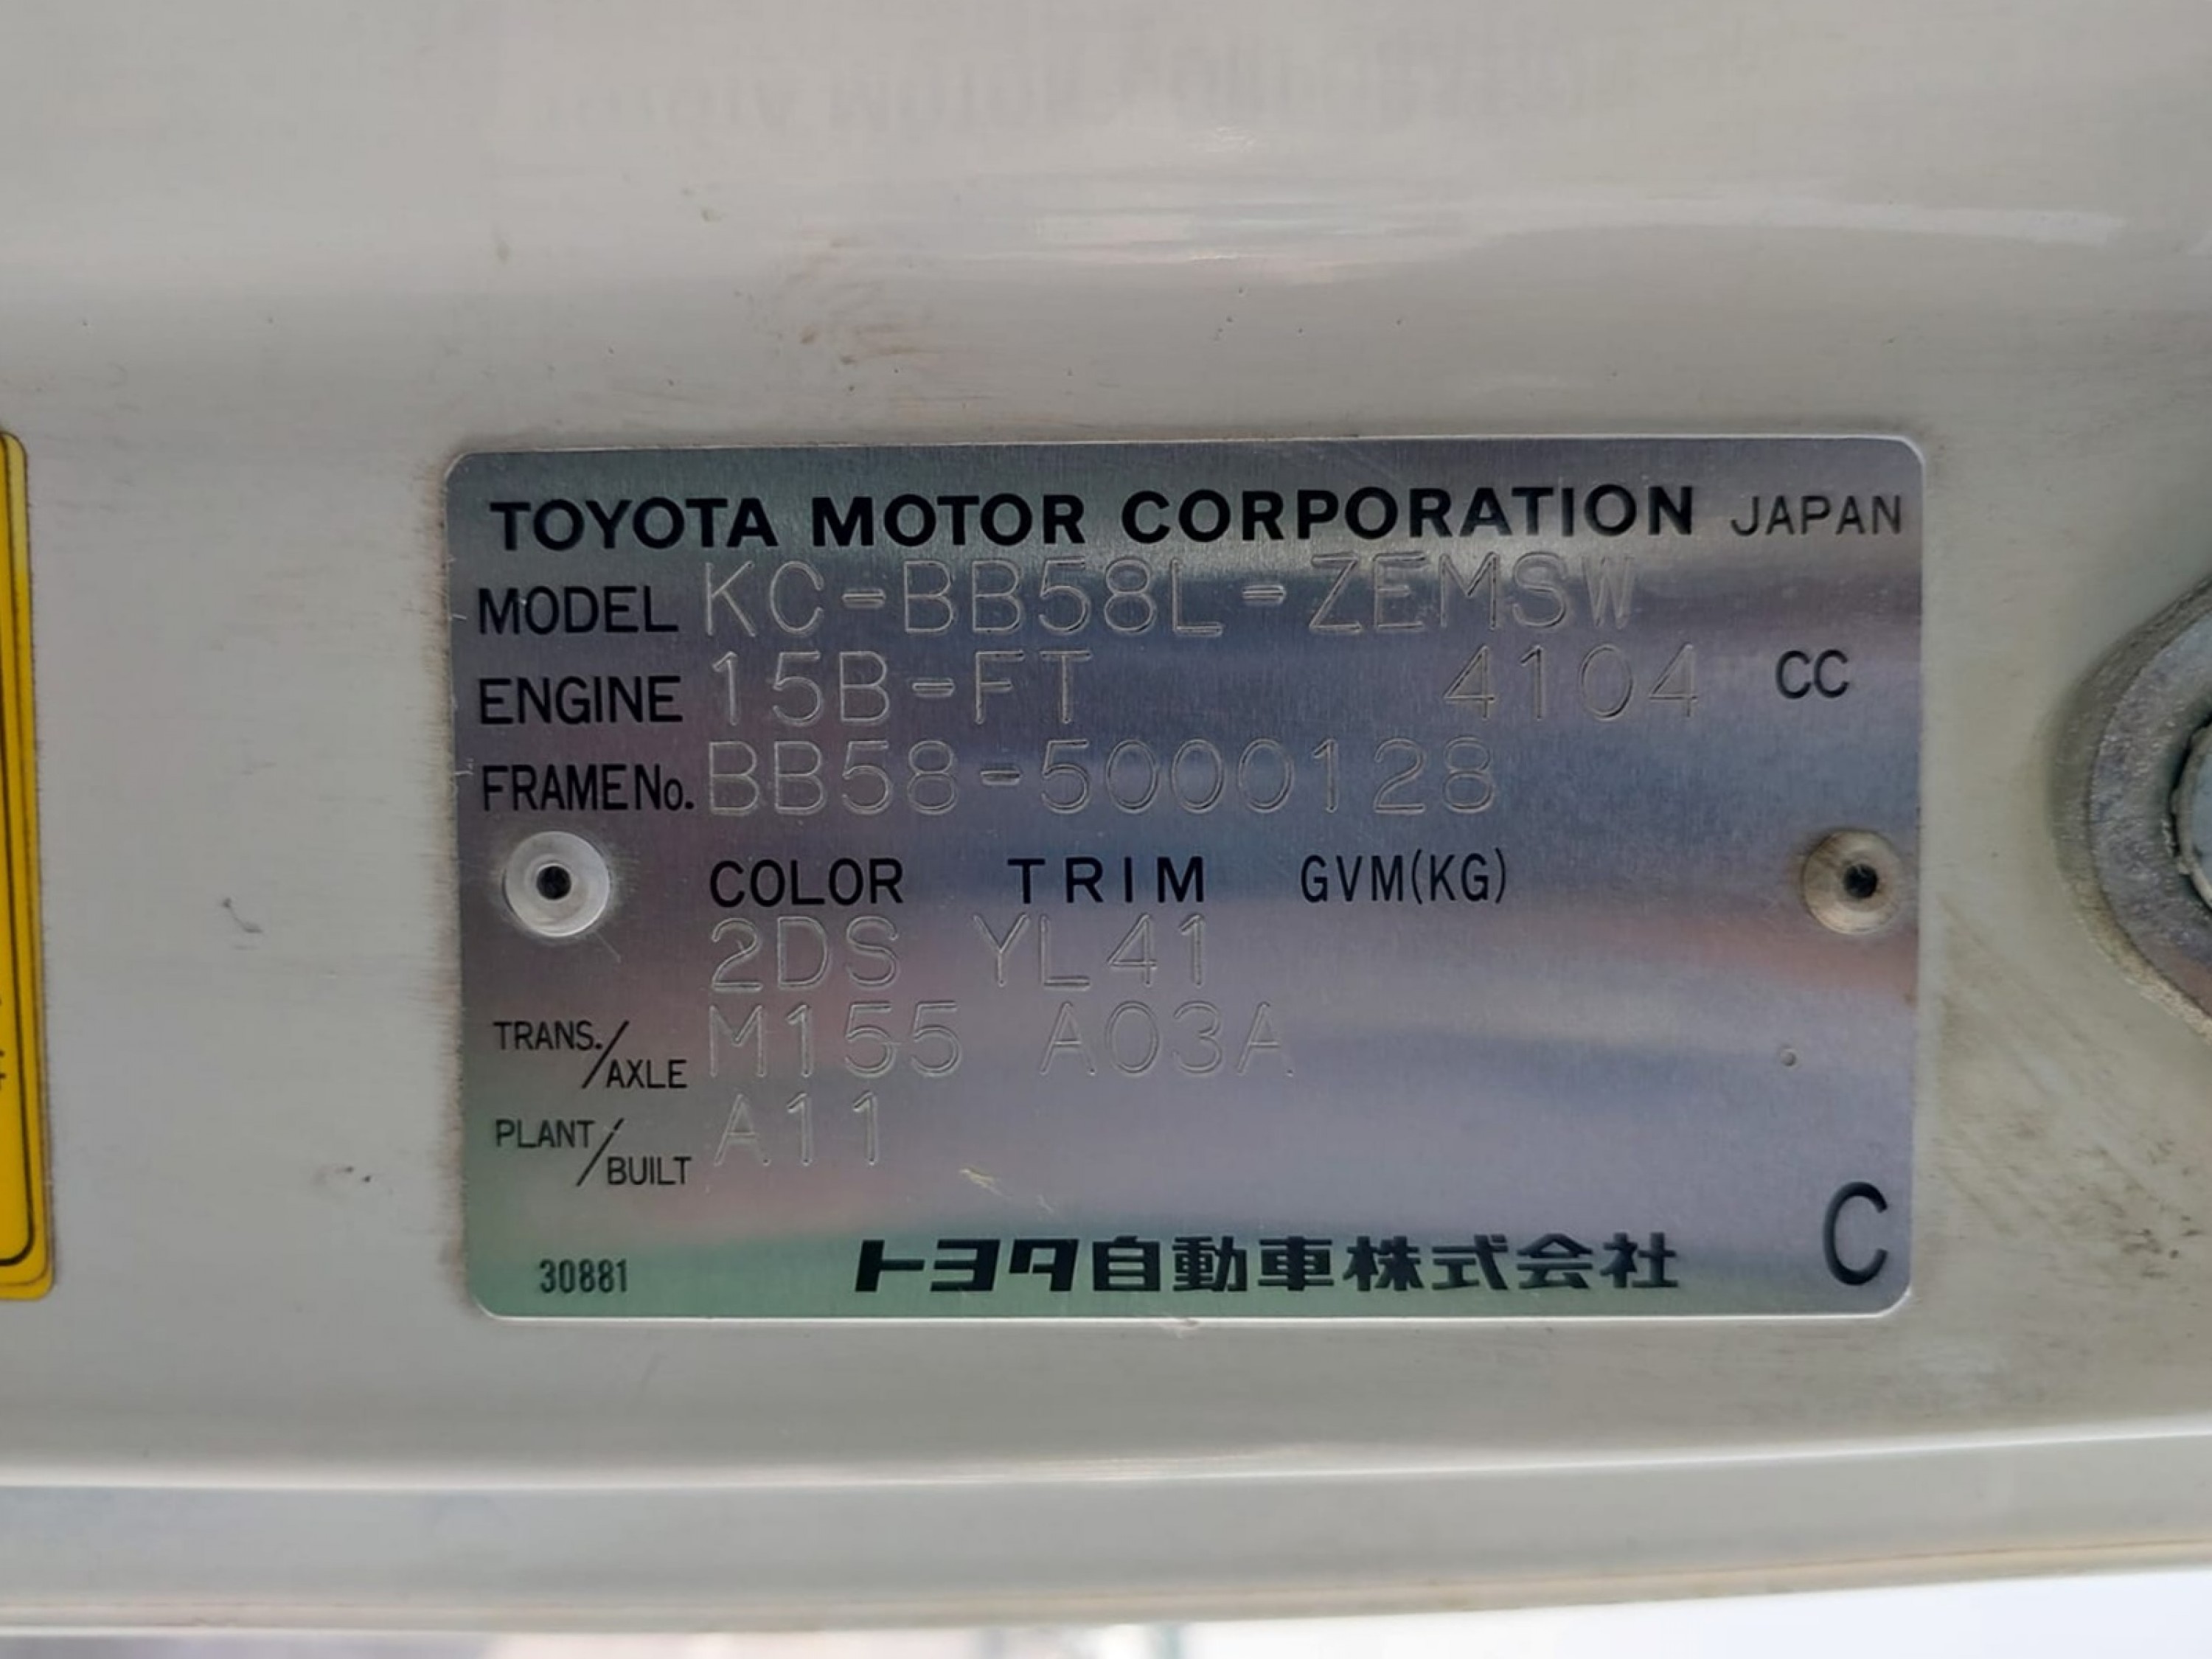 TOYOTA MOTOR CORPORATION JAPAN
MODEL KC-BB58L-ZEMSW
ENGINE 15B-FT 4104 CC
FRAME No. BB58-5000128
COLOR TRIM GVM(KG)
2DS YL41
TRANS./AXLE M155 A03A
PLANT/BUILT A11
30881 トヨタ自動車株式会社 C